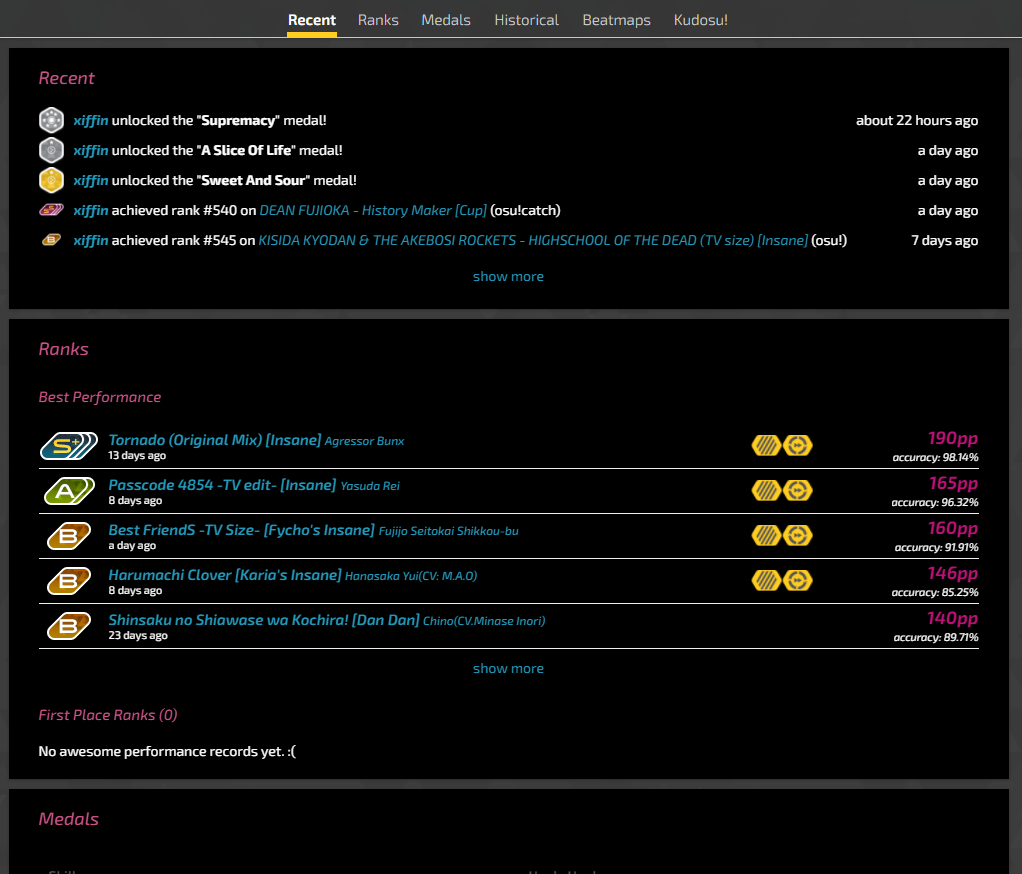 Recent Ranks Medals Historical Beatmaps Kudosu!
Recent
xiffin unlocked the "Supremacy" medal! about 22 hours ago
xiffin unlocked the "A Slice Of Life" medal! a day ago
xiffin unlocked the "Sweet And Sour" medal! a day ago
xiffin achieved rank #540 on DEAN FUJIOKA - History Maker [Cup] (osu!catch) a day ago
B xiffin achieved rank #545 on KISIDA KYODAN & THE AKEBOSI ROCKETS - HIGHSCHOOL OF THE DEAD (TV size) [Insane] (osu!) 7 days ago
show more
Ranks
Best Performance
S+ Tornado (Original Mix) [Insane] Agressor Bunx 190pp
13 days ago accuracy: 98.14%
A Passcode 4854 -TV edit- [Insane] Yasuda Rei 165pp
8 days ago accuracy: 96.32%
B Best FriendS -TV Size- [Fycho's Insane] Fujijo Seitokai Shikkou-bu 160pp
a day ago accuracy: 91.91%
B Harumachi Clover [Karia's Insane] Hanasaka Yui(CV: M.A.O) 146pp
8 days ago accuracy: 85.25%
B Shinsaku no Shiawase wa Kochira! [Dan Dan] Chino(CV.Minase Inori) 140pp
23 days ago accuracy: 89.71%
show more
First Place Ranks (0)
No awesome performance records yet. :(
Medals